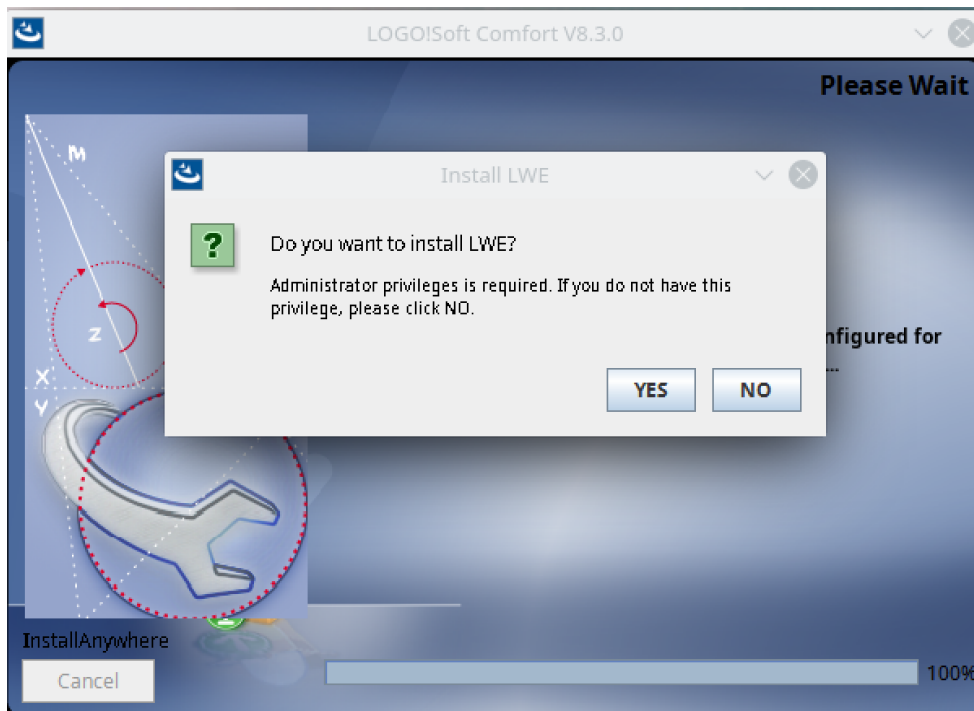 LOGO!Soft Comfort V8.3.0
Please Wait
M
Install LWE
?
Do you want to install LWE?
Administrator privileges is required. If you do not have this
privilege, please click NO.
Z
nfigured for
...
X
YES
NO
Y
InstallAnywhere
Cancel
100%